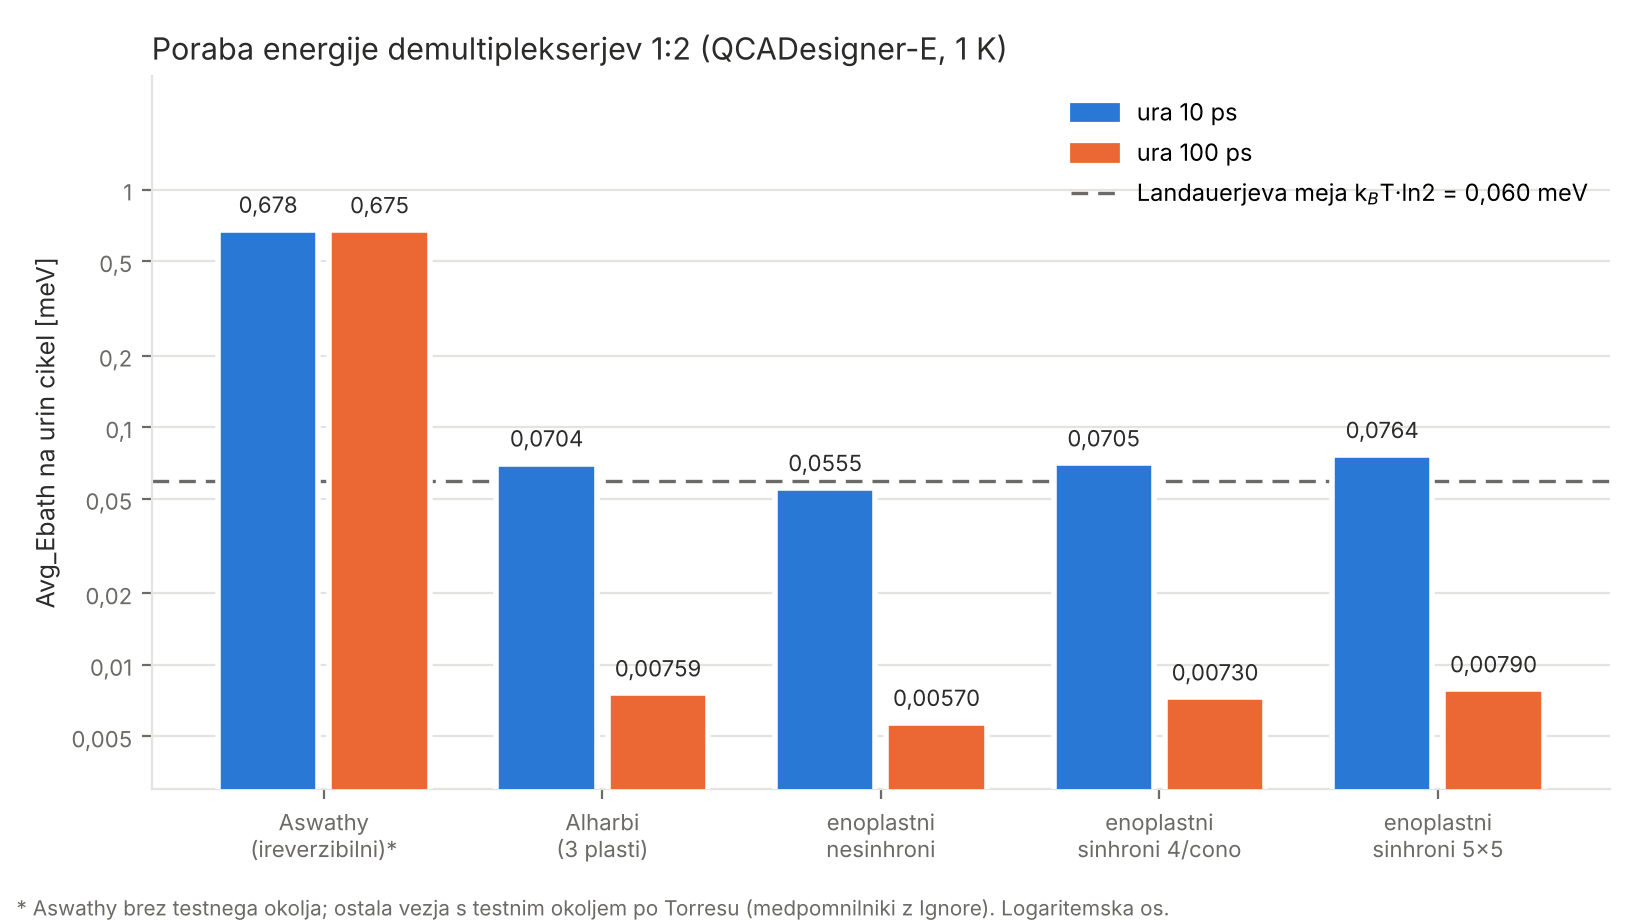 Poraba energije demultiplekserjev 1:2 (QCADesigner-E, 1 K)
ura 10 ps
ura 100 ps
Landauerjeva meja k_BT·ln2 = 0,060 meV
Avg_Ebath na urin cikel [meV]
1
0,5
0,2
0,1
0,05
0,02
0,01
0,005
0,678
0,675
0,0704
0,00759
0,0555
0,00570
0,0705
0,00730
0,0764
0,00790
Aswathy
(ireverzibilni)*
Alharbi
(3 plasti)
enoplastni
nesinhroni
enoplastni
sinhroni 4/cono
enoplastni
sinhroni 5×5
* Aswathy brez testnega okolja; ostala vezja s testnim okoljem po Torresu (medpomnilniki z Ignore). Logaritemska os.